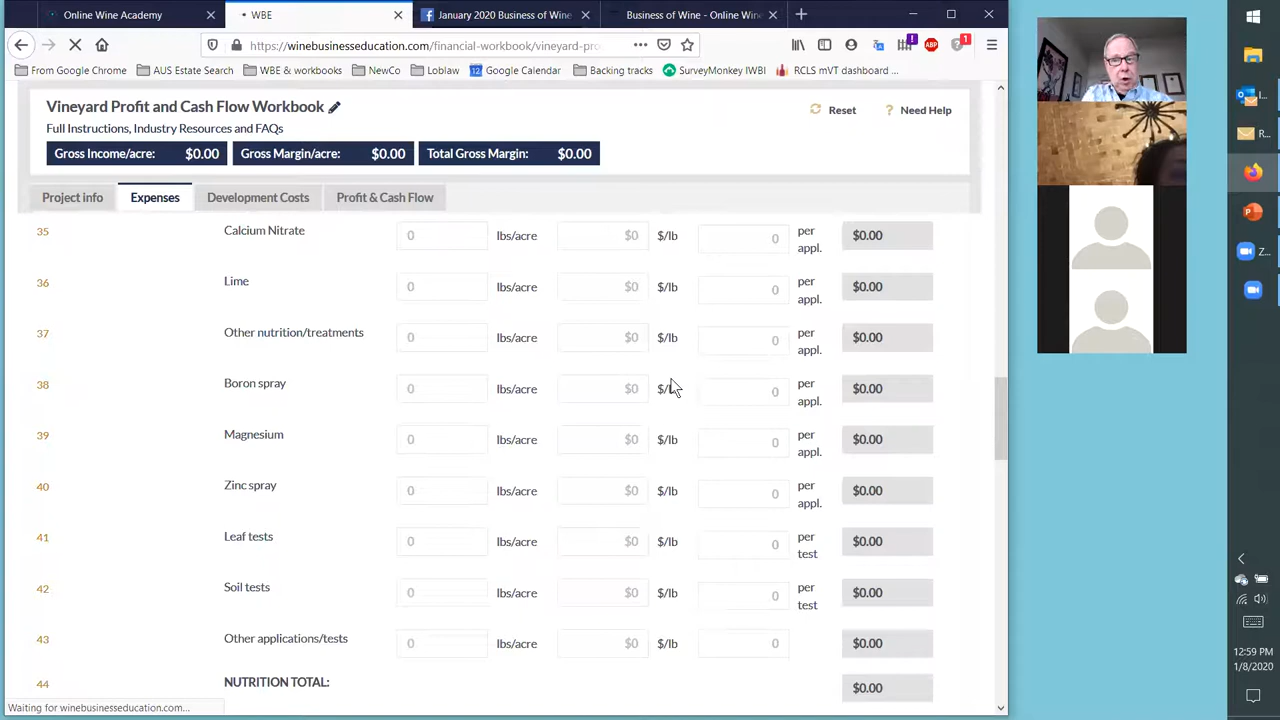 Online Wine Academy
WBE
January 2020 Business of Wine
Business of Wine - Online Wine
https://winebusinesseducation.com/financial-workbook/vineyard-pro
ABP
1
From Google Chrome
AUS Estate Search
WBE & workbooks
NewCo
Loblaw
12
Google Calendar
Backing tracks
SurveyMonkey IWBI
RCLS mVT dashboard ...
Vineyard Profit and Cash Flow Workbook
Reset
? Need Help
Full Instructions, Industry Resources and FAQs
Gross Income/acre: $0.00
Gross Margin/acre: $0.00
Total Gross Margin: $0.00
Project info
Expenses
Development Costs
Profit & Cash Flow
35 Calcium Nitrate 0 lbs/acre $0 $/lb 0 per appl. $0.00
36 Lime 0 lbs/acre $0 $/lb 0 per appl. $0.00
37 Other nutrition/treatments 0 lbs/acre $0 $/lb 0 per appl. $0.00
38 Boron spray 0 lbs/acre $0 $/lb 0 per appl. $0.00
39 Magnesium 0 lbs/acre $0 $/lb 0 per appl. $0.00
40 Zinc spray 0 lbs/acre $0 $/lb 0 per appl. $0.00
41 Leaf tests 0 lbs/acre $0 $/lb 0 per test $0.00
42 Soil tests 0 lbs/acre $0 $/lb 0 per test $0.00
43 Other applications/tests 0 lbs/acre $0 $/lb 0 $0.00
44 NUTRITION TOTAL: $0.00
Waiting for winebusinesseducation.com...
I...
R...
Z...
12:59 PM
1/8/2020